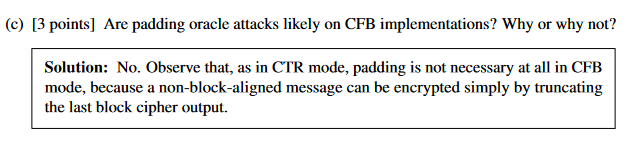 (c) [3 points] Are padding oracle attacks likely on CFB implementations? Why or why not?
Solution: No. Observe that, as in CTR mode, padding is not necessary at all in CFB
mode, because a non-block-aligned message can be encrypted simply by truncating
the last block cipher output.